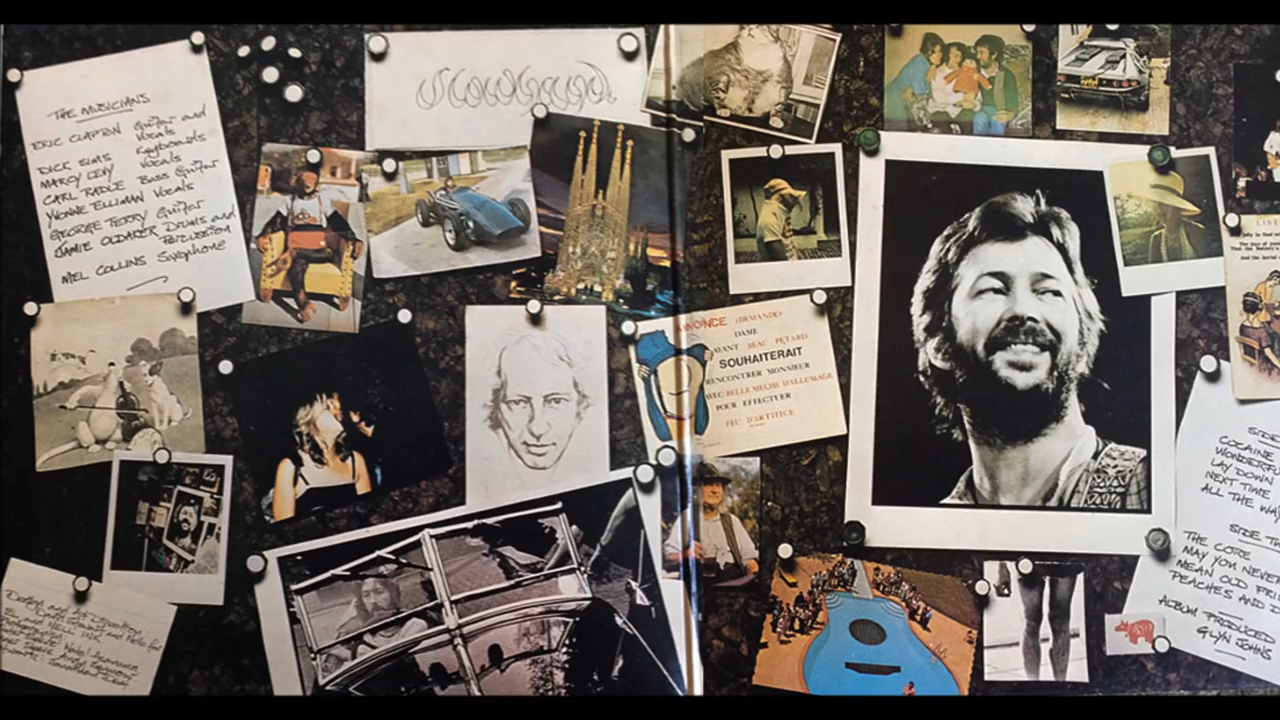 THE MUSICIANS
ERIC CLAPTON Guitar and
Vocals
DICK SIMS Keyboards
MARCY LEVY Vocals
CARL RADLE Bass Guitar
YVONNE ELLIMAN Vocals
GEORGE TERRY Guitar
JAMIE OLDAKER Drums and
Percussion
MEL COLLINS Saxophone
Slowhand
ANNONCE (DEMANDE)
DAME
AYANT BEAU PETARD
SOUHAITERAIT
RENCONTRER MONSIEUR
AVEC BELLE MECHE D'ALLUMAGE
POUR EFFECTUER
FEU D'ARTIFICE
SIDE
COCAINE
WONDERFU
LAY DOWN
NEXT TIME
ALL THE WA
SIDE TW
THE CORE
MAY YOU NEVER
MEAN OLD FRIS
PEACHES AND D
ALBUM PRODUCED
GLYN JOHNS